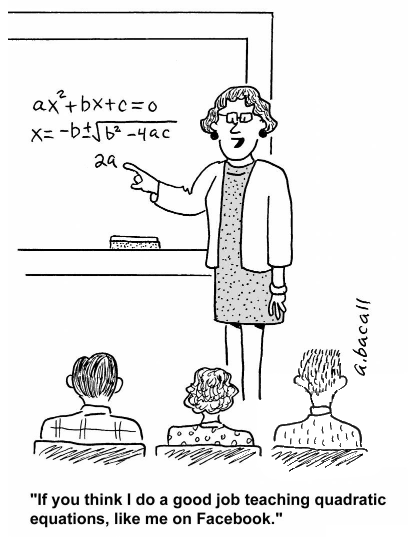 ax²+bx+c=0
x=-b±√b²-4ac
2a
a.bacall
"If you think I do a good job teaching quadratic
equations, like me on Facebook."